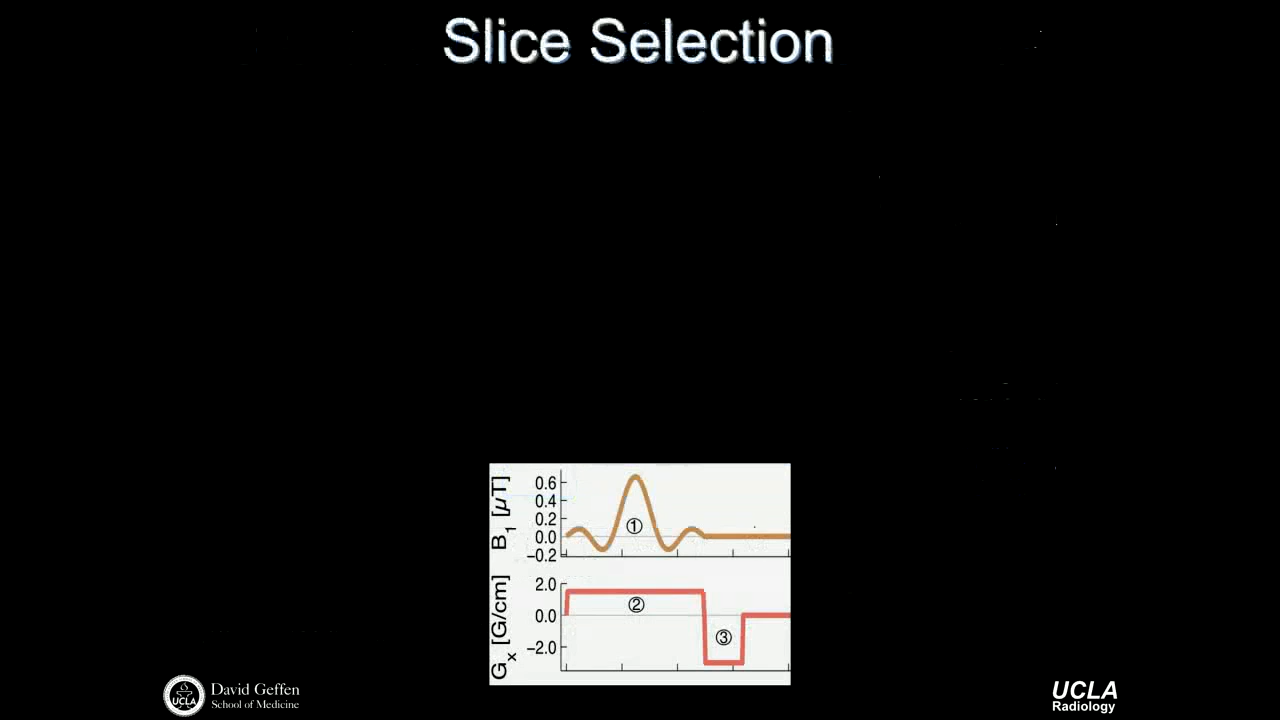 Slice Selection
B1 [μT]
0.6
0.4
0.2
0.0
−0.2
①
Gx [G/cm]
2.0
0.0
−2.0
②
③
UCLA
David Geffen
School of Medicine
UCLA
Radiology